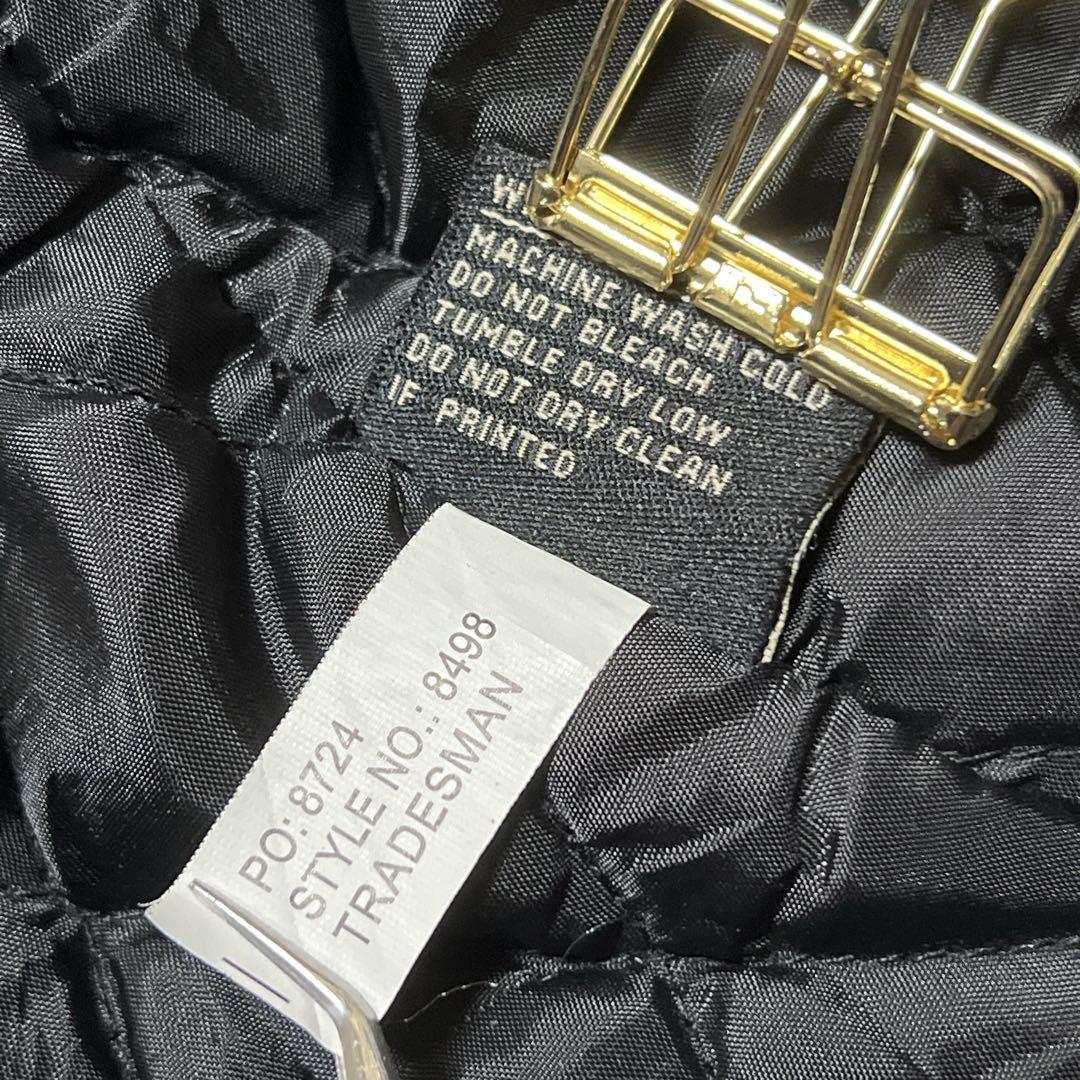 MACHINE WASH COLD
DO NOT BLEACH
TUMBLE DRY LOW
DO NOT DRY CLEAN
IF PRINTED
PO: 8724
STYLE NO.: 8498
TRADESMAN